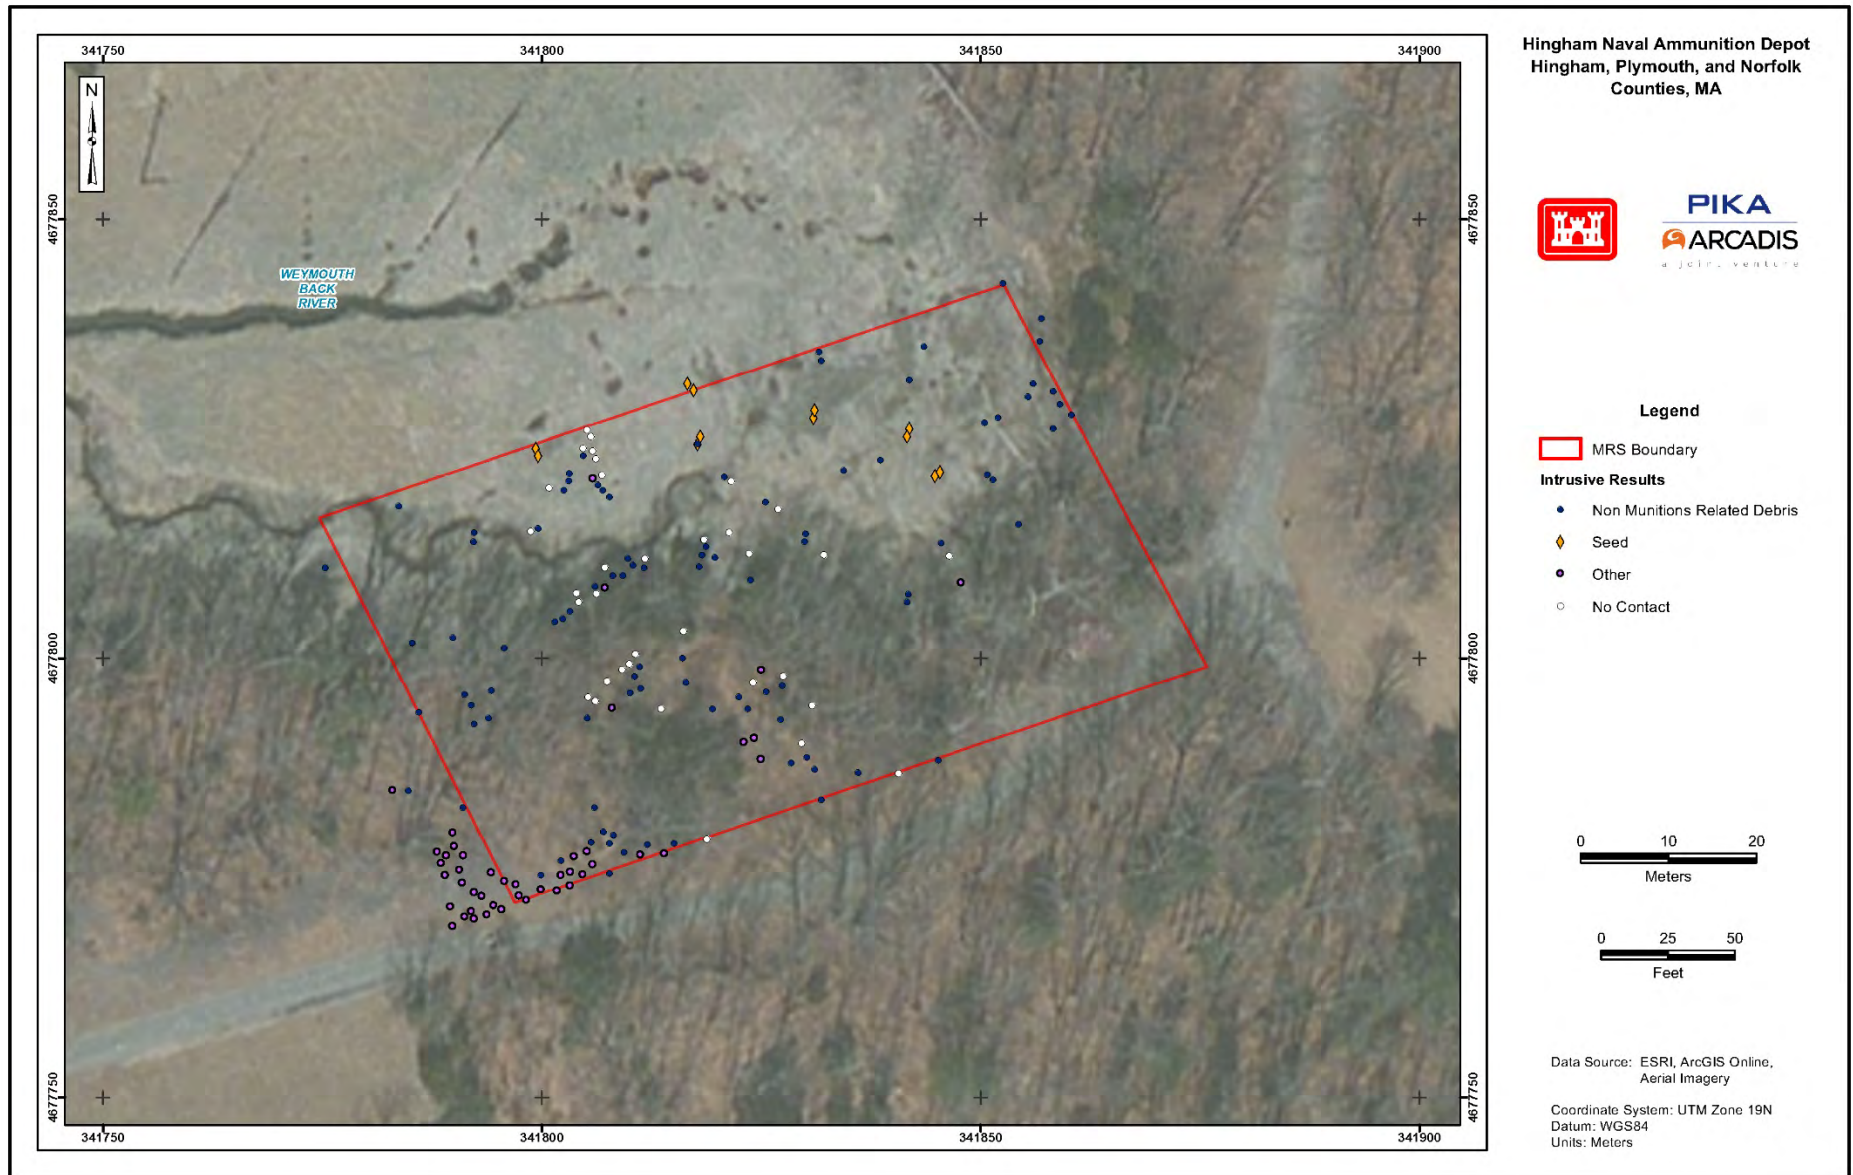 341750
341800
341850
341900
N
4677850
4677850
WEYMOUTH
BACK
RIVER
4677800
4677800
4677750
4677750
341750
341800
341850
341900
Hingham Naval Ammunition Depot
Hingham, Plymouth, and Norfolk
Counties, MA
PIKA
ARCADIS
a joint venture
Legend
MRS Boundary
Intrusive Results
Non Munitions Related Debris
Seed
Other
No Contact
0 10 20
Meters
0 25 50
Feet
Data Source: ESRI, ArcGIS Online,
Aerial Imagery
Coordinate System: UTM Zone 19N
Datum: WGS84
Units: Meters